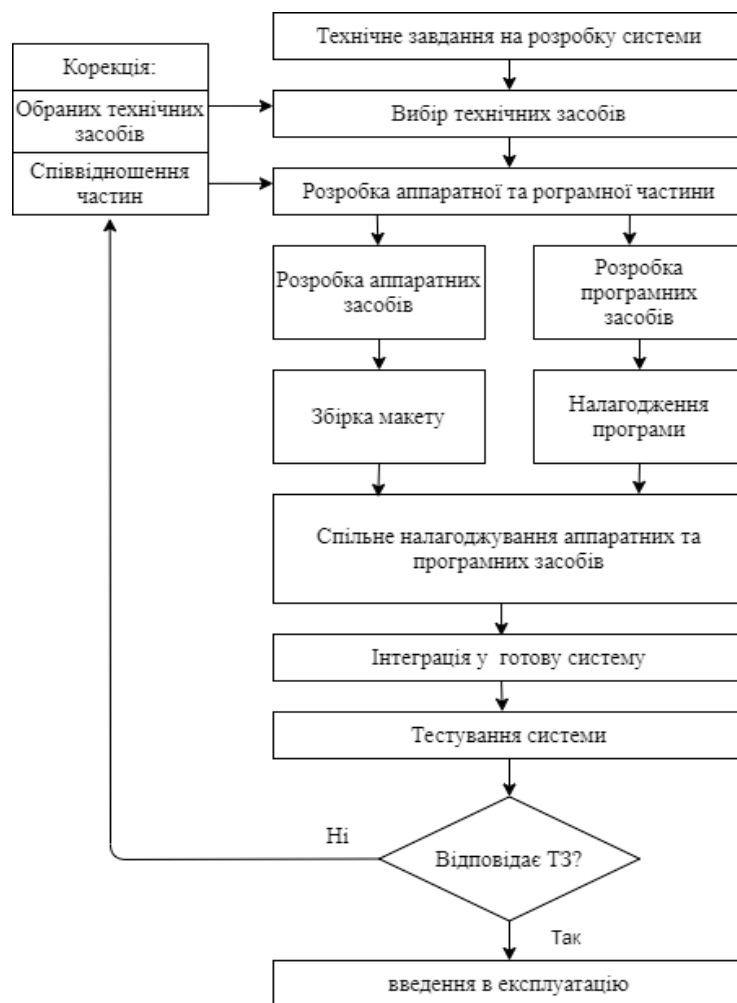 Технічне завдання на розробку системи
Корекція:
Обраних технічних
засобів
Вибір технічних засобів
Співвідношення
частин
Розробка аппаратної та рограмної частини
Розробка аппаратних
засобів
Розробка
програмних
засобів
Збірка макету
Налагодження
програми
Спільне налагоджування аппаратних та
програмних засобів
Інтеграція у готову систему
Тестування системи
Ні
Відповідає ТЗ?
Так
введення в експлуатацію